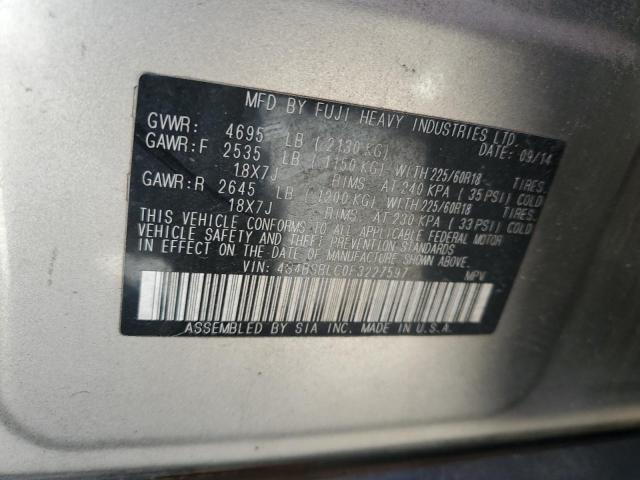 MFD BY FUJI HEAVY INDUSTRIES LTD.
GVWR: 4695 LB (2130 KG) DATE: 09/14
GAWR:F 2535 LB (1150 KG) WITH 225/60R18 TIRES,
18X7J RIMS, AT 240 KPA (35 PSI) COLD
GAWR:R 2645 LB (1200 KG) WITH 225/60R18 TIRES,
18X7J RIMS, AT 230 KPA (33 PSI) COLD
THIS VEHICLE CONFORMS TO ALL APPLICABLE FEDERAL MOTOR
VEHICLE SAFETY AND THEFT PREVENTION STANDARDS
IN EFFECT ON THE DATE OF MANUFACTURE SHOWN ABOVE.
VIN: 4S4BSBLC0F3227597 MPV
ASSEMBLED BY SIA INC. MADE IN U.S.A.